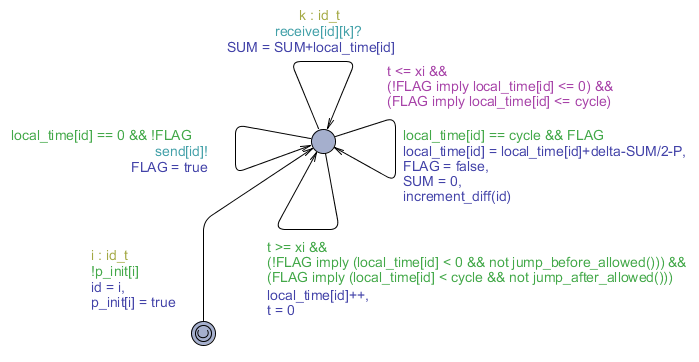 k : id_t
receive[id][k]?
SUM = SUM+local_time[id]
t <= xi &&
(!FLAG imply local_time[id] <= 0) &&
(FLAG imply local_time[id] <= cycle)
local_time[id] == 0 && !FLAG
send[id]!
FLAG = true
local_time[id] == cycle && FLAG
local_time[id] = local_time[id]+delta-SUM/2-P,
FLAG = false,
SUM = 0,
increment_diff(id)
i : id_t
!p_init[i]
id = i,
p_init[i] = true
t >= xi &&
(!FLAG imply (local_time[id] < 0 && not jump_before_allowed())) &&
(FLAG imply (local_time[id] < cycle && not jump_after_allowed()))
local_time[id]++,
t = 0